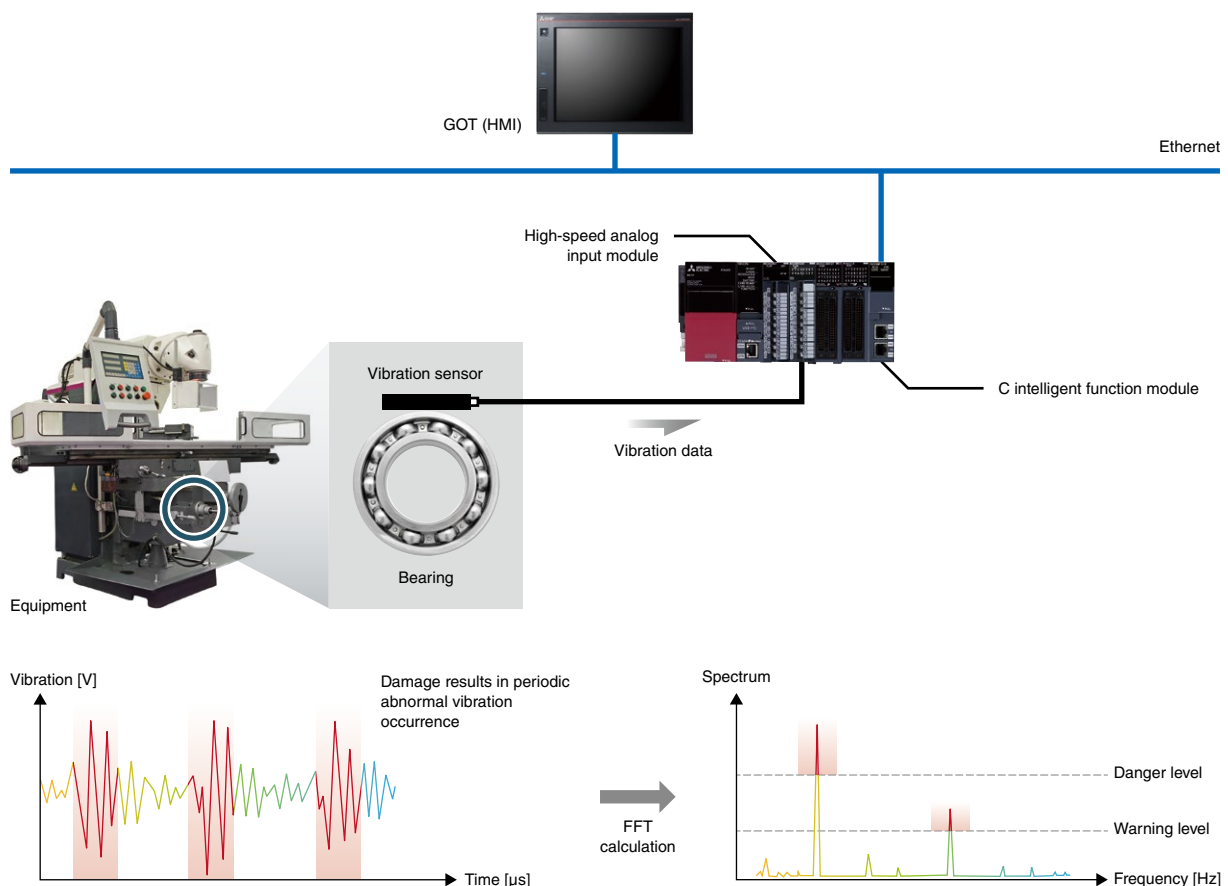 GOT (HMI)
Ethernet
High-speed analog
input module
C intelligent function module
Vibration sensor
Vibration data
Bearing
Equipment
Vibration [V]
Damage results in periodic
abnormal vibration
occurrence
Time [µs]
FFT
calculation
Spectrum
Danger level
Warning level
Frequency [Hz]